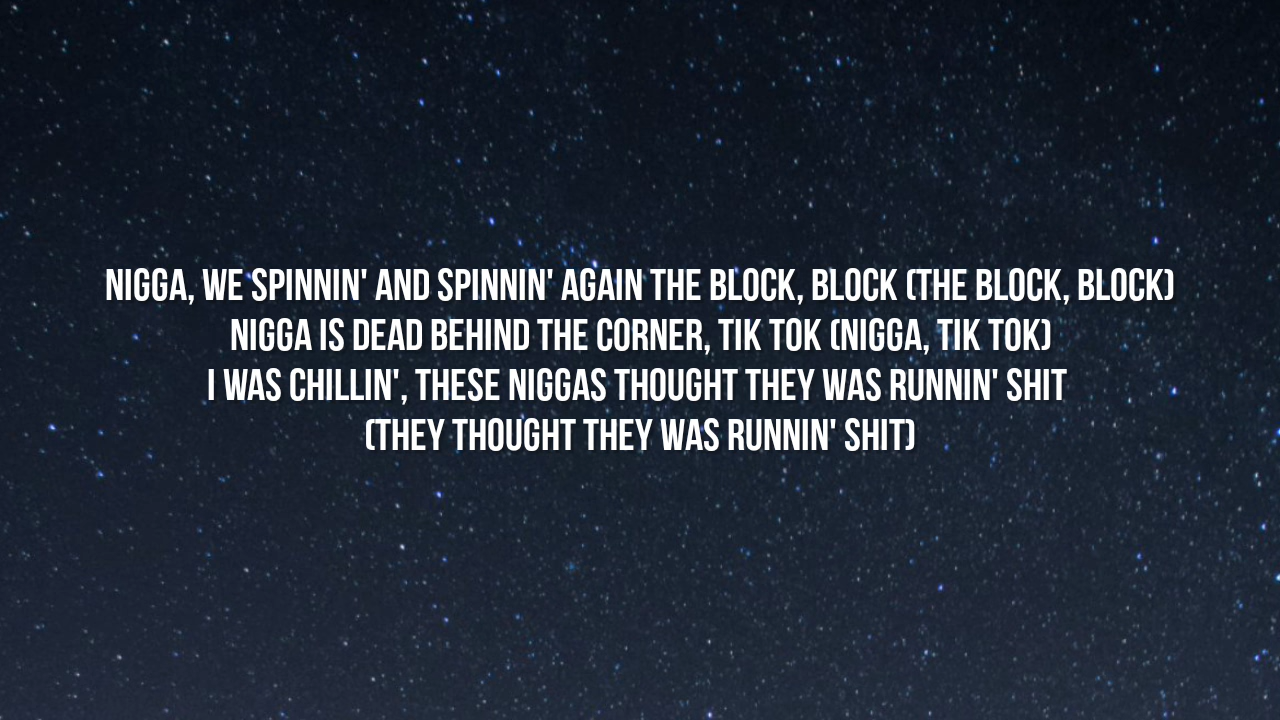 NIGGA, WE SPINNIN' AND SPINNIN' AGAIN THE BLOCK, BLOCK (THE BLOCK, BLOCK)
NIGGA IS DEAD BEHIND THE CORNER, TIK TOK (NIGGA, TIK TOK)
I WAS CHILLIN', THESE NIGGAS THOUGHT THEY WAS RUNNIN' SHIT
(THEY THOUGHT THEY WAS RUNNIN' SHIT)